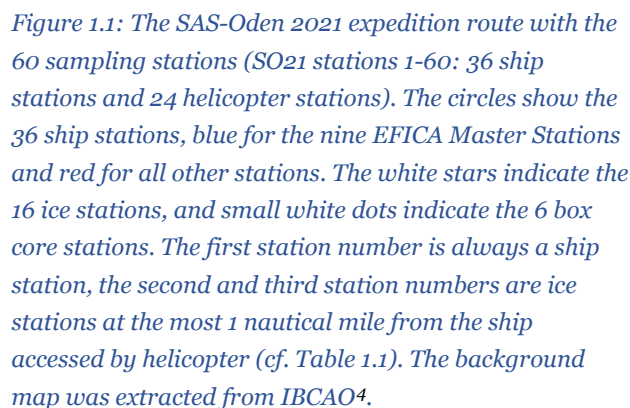 Figure 1.1: The SAS-Oden 2021 expedition route with the
60 sampling stations (SO21 stations 1-60: 36 ship
stations and 24 helicopter stations). The circles show the
36 ship stations, blue for the nine EFICA Master Stations
and red for all other stations. The white stars indicate the
16 ice stations, and small white dots indicate the 6 box
core stations. The first station number is always a ship
station, the second and third station numbers are ice
stations at the most 1 nautical mile from the ship
accessed by helicopter (cf. Table 1.1). The background
map was extracted from IBCAO⁴.